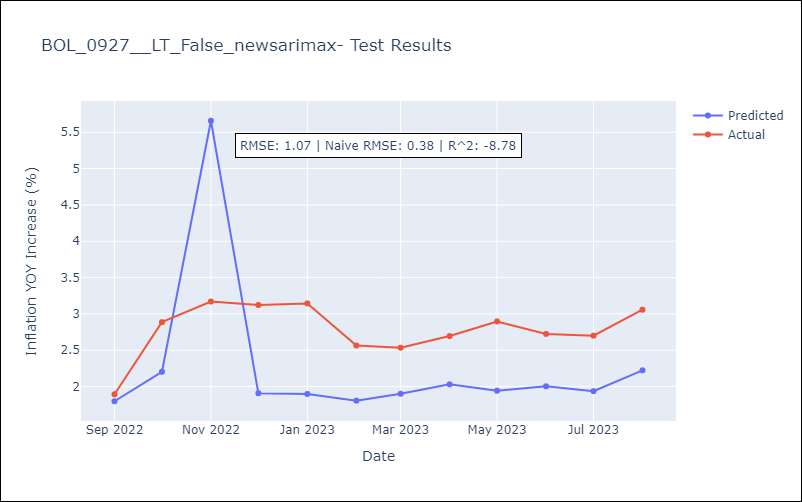 BOL_0927__LT_False_newsarimax- Test Results
Predicted
Actual
RMSE: 1.07 | Naive RMSE: 0.38 | R^2: -8.78
Inflation YOY Increase (%)
5.5
5
4.5
4
3.5
3
2.5
2
Sep 2022
Nov 2022
Jan 2023
Mar 2023
May 2023
Jul 2023
Date